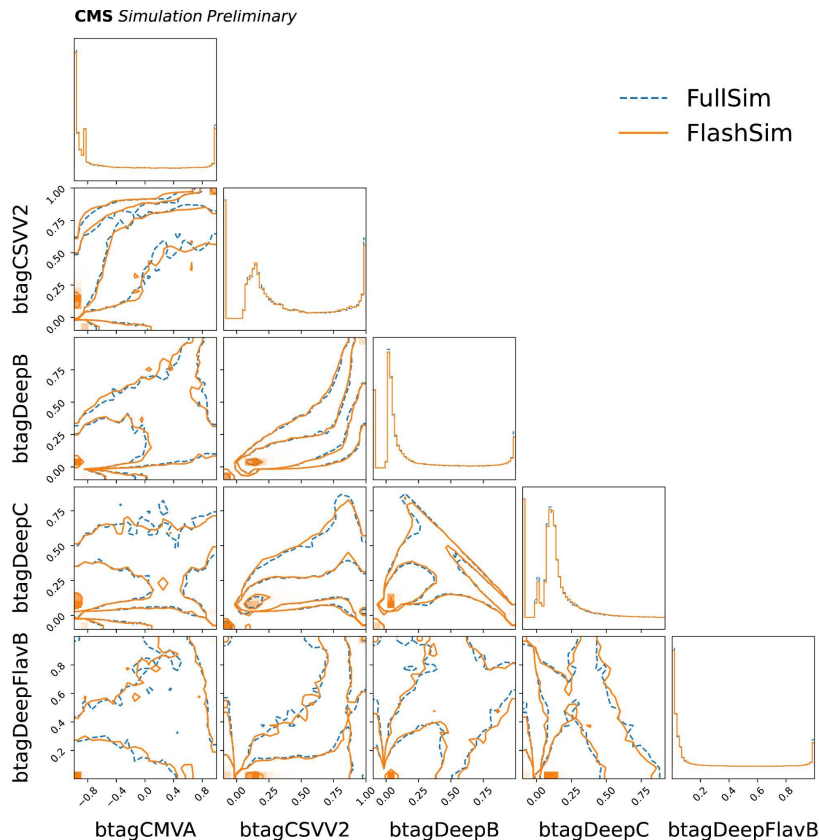 CMS Simulation Preliminary
FullSim
FlashSim
btagCSVV2
1.00
0.75
0.50
0.25
0.00
btagDeepB
0.75
0.50
0.25
0.00
btagDeepC
0.75
0.50
0.25
0.00
btagDeepFlavB
0.8
0.6
0.4
0.2
−0.8 −0.4 0.0 0.4 0.8 0.00 0.25 0.50 0.75 1.00 0.00 0.25 0.50 0.75 0.00 0.25 0.50 0.75 0.2 0.4 0.6 0.8
btagCMVA btagCSVV2 btagDeepB btagDeepC btagDeepFlavB